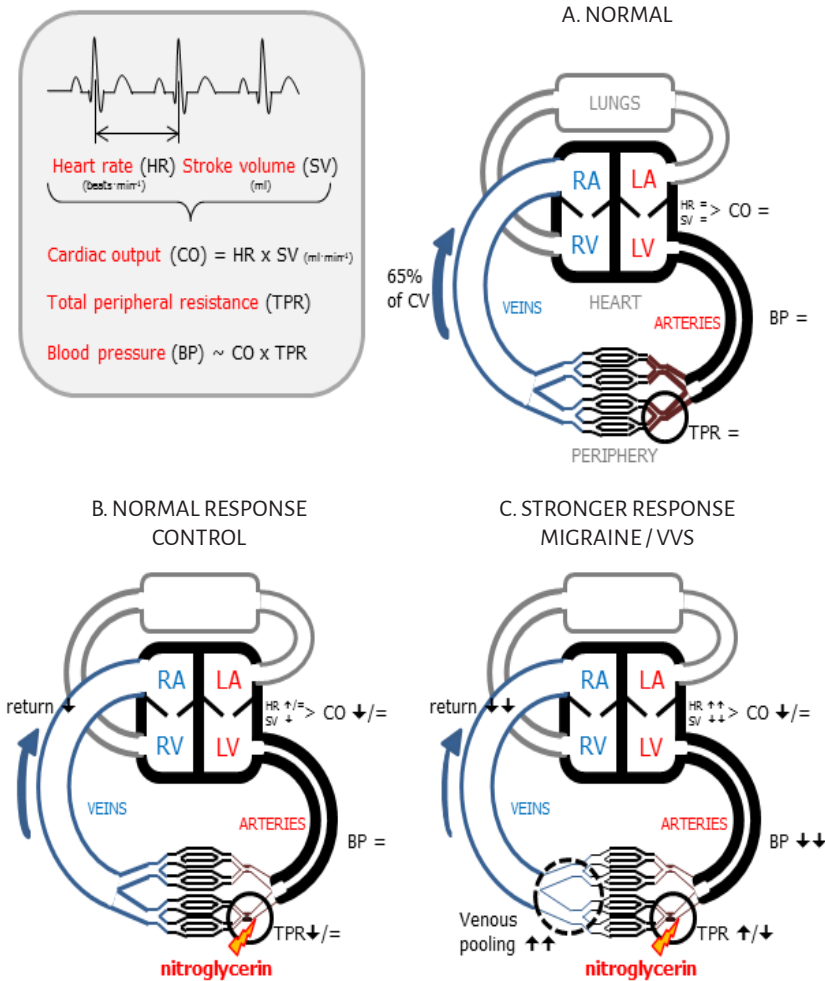 A. NORMAL
LUNGS
Heart rate (HR) Stroke volume (SV)
(beats·min⁻¹) (ml)
Cardiac output (CO) = HR x SV (ml·min⁻¹)
Total peripheral resistance (TPR)
Blood pressure (BP) ~ CO x TPR
RA LA
HR =
SV =
> CO =
RV LV
65%
of CV
HEART
VEINS
ARTERIES
BP =
TPR =
PERIPHERY
B. NORMAL RESPONSE
CONTROL
RA LA
return ↓
HR ↑/=
SV ↓
> CO ↓/=
RV LV
VEINS
ARTERIES
BP =
TPR↓/=
nitroglycerin
C. STRONGER RESPONSE
MIGRAINE / VVS
RA LA
return ↓↓
HR ↑↑
SV ↓↓
> CO ↓/=
RV LV
VEINS
ARTERIES
BP ↓↓
Venous
pooling ↑↑
TPR ↑/↓
nitroglycerin